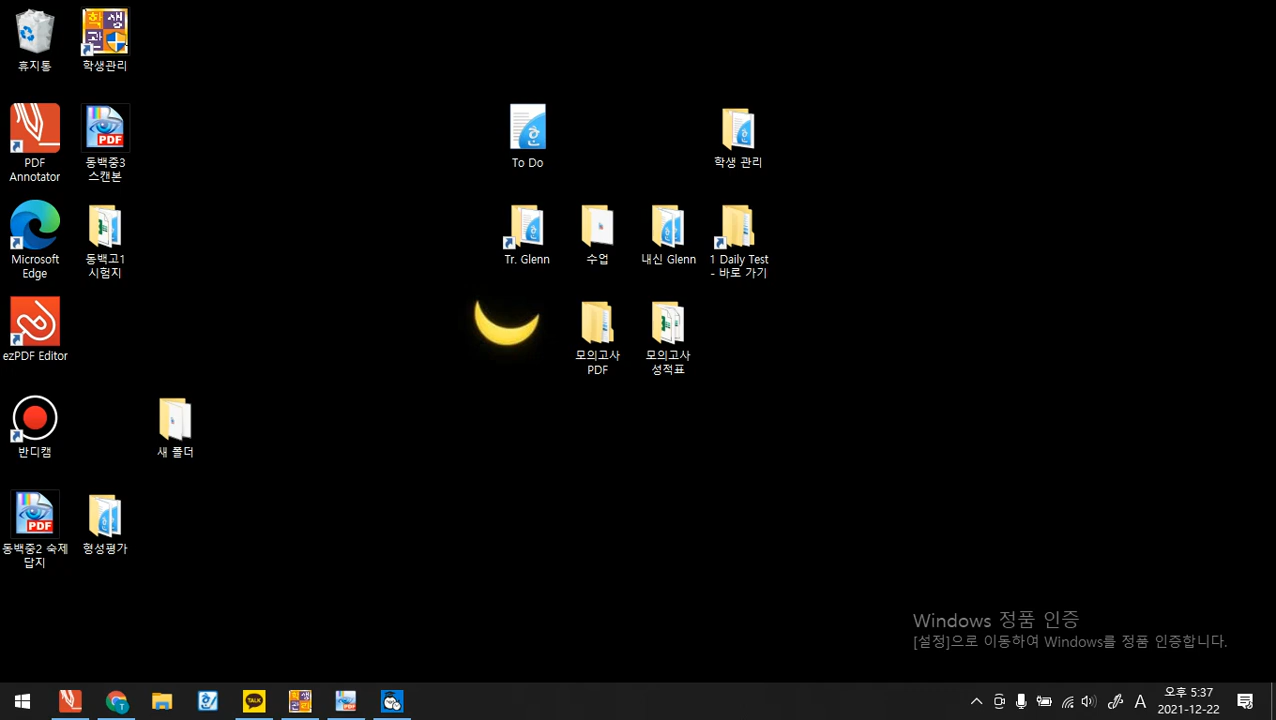 휴지통
학생관리
PDF
Annotator
동백중3
스캔본
To Do
학생 관리
Microsoft
Edge
동백고1
시험지
Tr. Glenn
수업
내신 Glenn
1 Daily Test
- 바로 가기
ezPDF Editor
모의고사
PDF
모의고사
성적표
반디캠
새 폴더
동백중2 숙제
답지
형성평가
Windows 정품 인증
[설정]으로 이동하여 Windows를 정품 인증합니다.
TALK
A
오후 5:37
2021-12-22